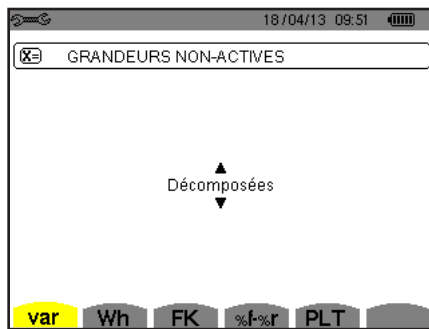 18/04/13 09:51
X= GRANDEURS NON-ACTIVES
Décomposées
var Wh FK %f-%r PLT